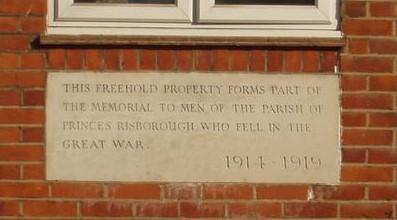 THIS FREEHOLD PROPERTY FORMS PART OF
THE MEMORIAL TO MEN OF THE PARISH OF
PRINCES RISBOROUGH, WHO FELL IN THE
GREAT WAR.
1914-1919